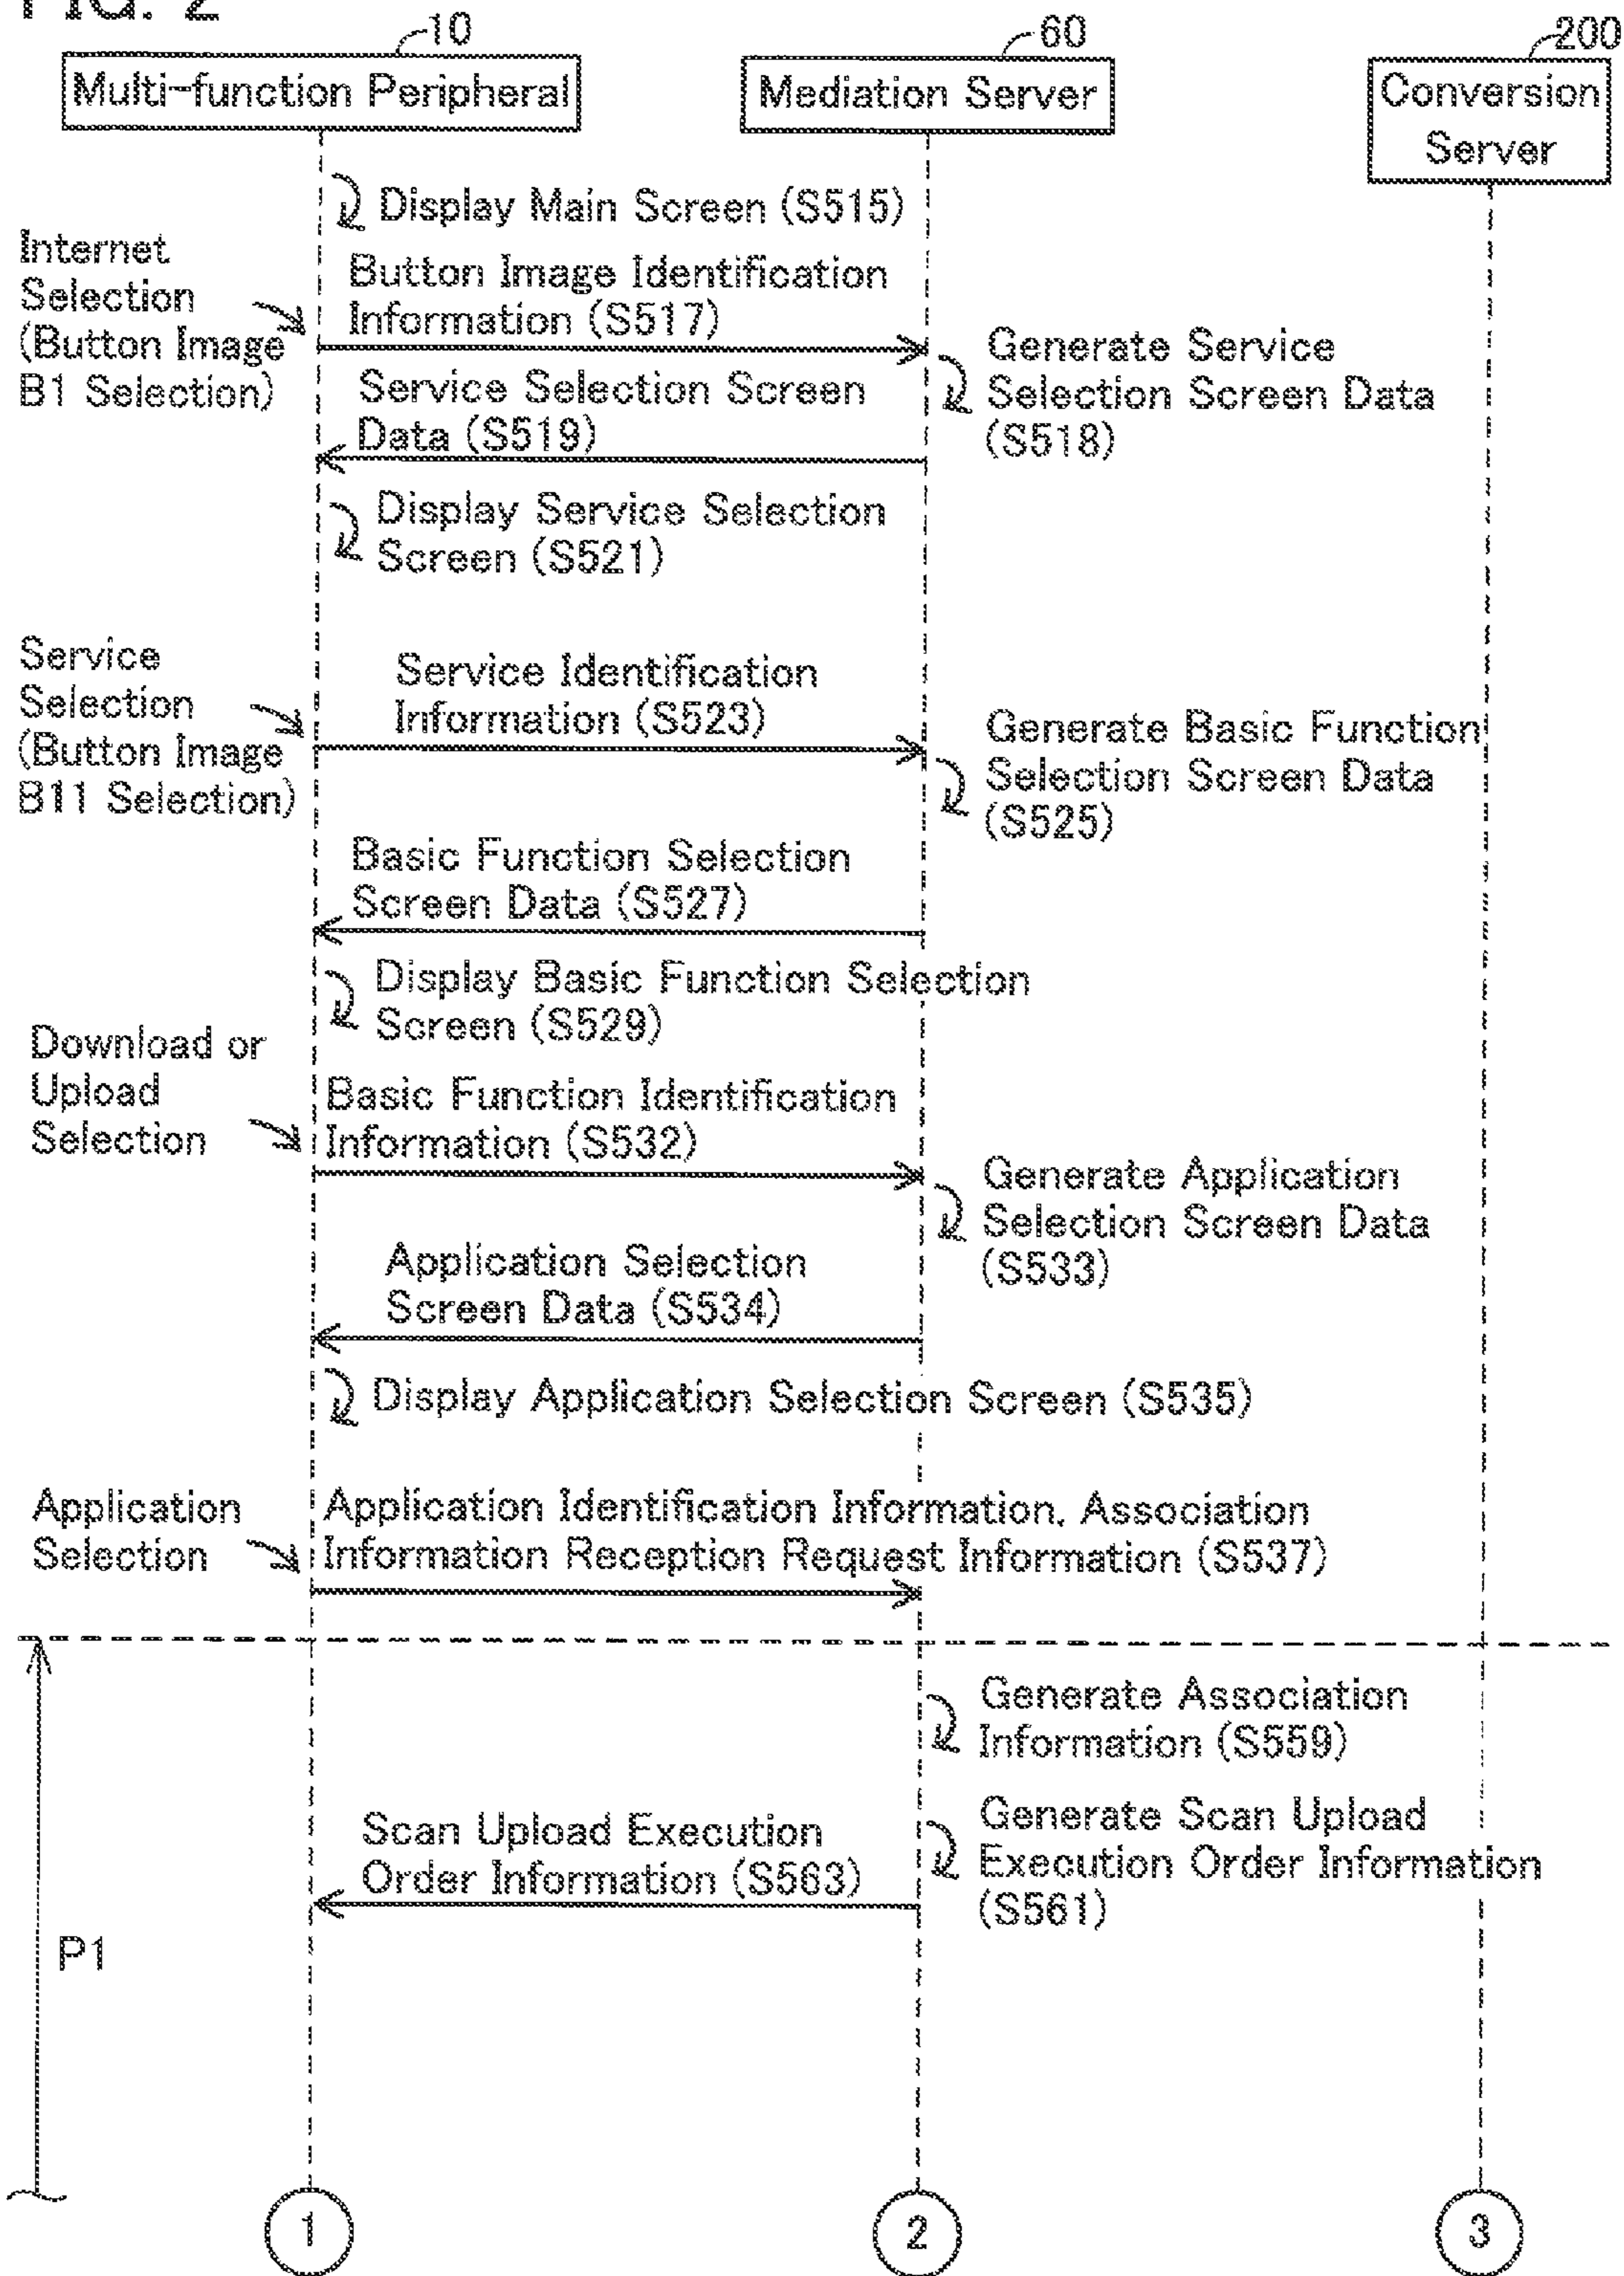 FIG. 2
10
60
200
Multi-function Peripheral
Mediation Server
Conversion
Server
Display Main Screen (S515)
Internet
Selection
(Button Image
B1 Selection)
Button Image Identification
Information (S517)
Generate Service
Selection Screen Data
(S518)
Service Selection Screen
Data (S519)
Display Service Selection
Screen (S521)
Service
Selection
(Button Image
B11 Selection)
Service Identification
Information (S523)
Generate Basic Function
Selection Screen Data
(S525)
Basic Function Selection
Screen Data (S527)
Display Basic Function Selection
Screen (S529)
Download or
Upload
Selection
Basic Function Identification
Information (S532)
Generate Application
Selection Screen Data
(S533)
Application Selection
Screen Data (S534)
Display Application Selection Screen (S535)
Application
Selection
Application Identification Information, Association
Information Reception Request Information (S537)
Generate Association
Information (S559)
Generate Scan Upload
Execution Order Information
(S561)
Scan Upload Execution
Order Information (S563)
P1
1
2
3